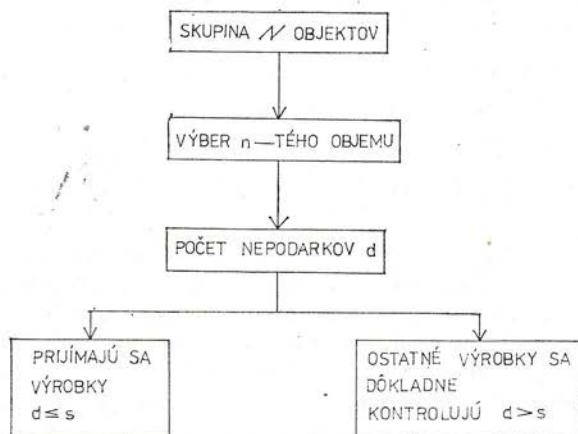 SKUPINA N OBJEKTOV
VÝBER n—TÉHO OBJEMU
POČET NEPODARKOV d
PRIJÍMAJÚ SA
VÝROBKY
d ≤ s
OSTATNÉ VÝROBKY SA
DÔKLADNE
KONTROLUJÚ d > s